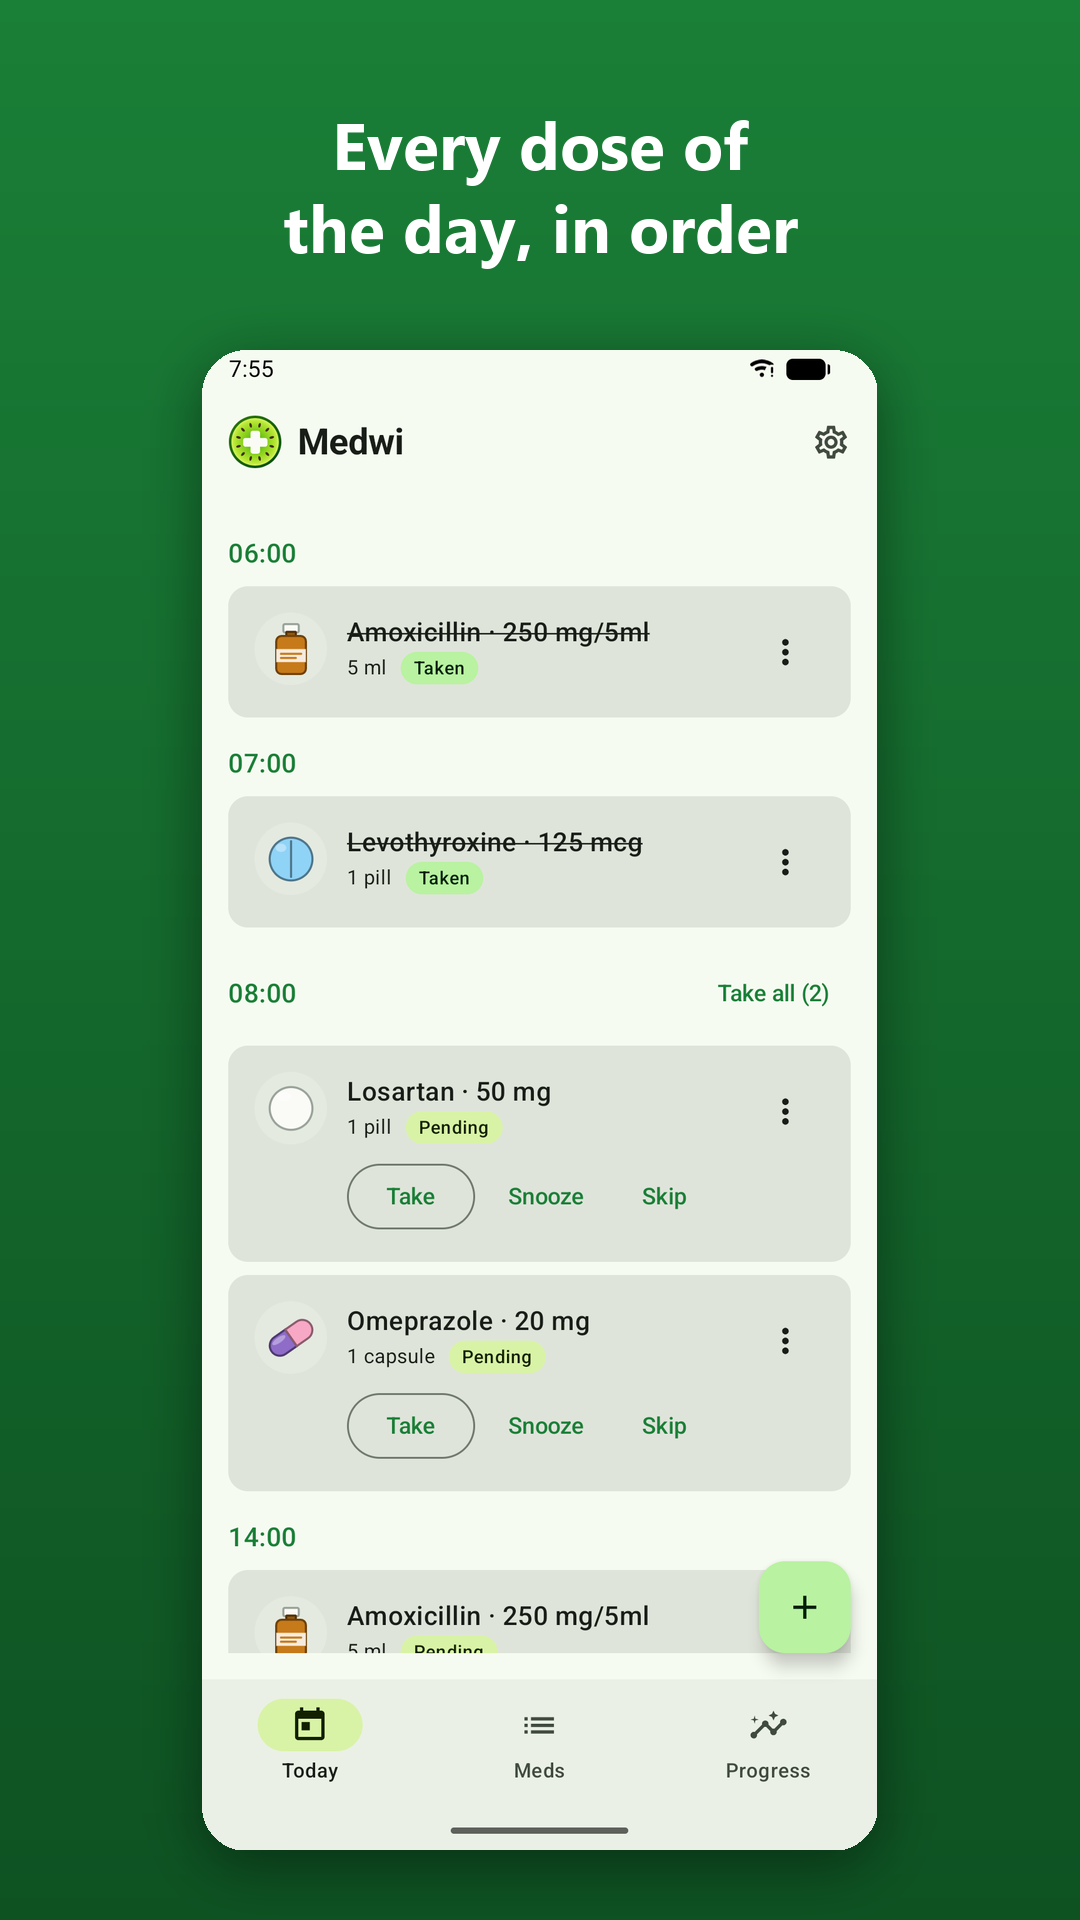 Every dose of
the day, in order
7:55
Medwi
06:00
Amoxicillin · 250 mg/5ml
5 ml Taken
07:00
Levothyroxine · 125 mcg
1 pill Taken
08:00 Take all (2)
Losartan · 50 mg
1 pill Pending
Take Snooze Skip
Omeprazole · 20 mg
1 capsule Pending
Take Snooze Skip
14:00
Amoxicillin · 250 mg/5ml
5 ml Pending
Today Meds Progress